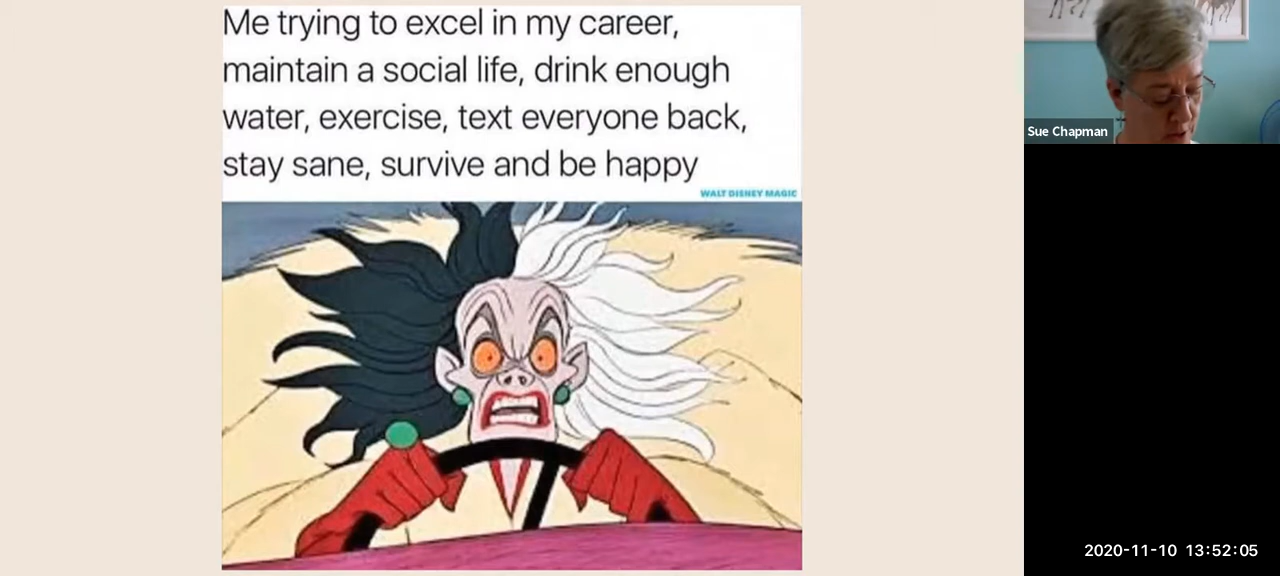 Me trying to excel in my career,
maintain a social life, drink enough
water, exercise, text everyone back,
stay sane, survive and be happy
WALT DISNEY MAGIC
Sue Chapman
2020-11-10 13:52:05